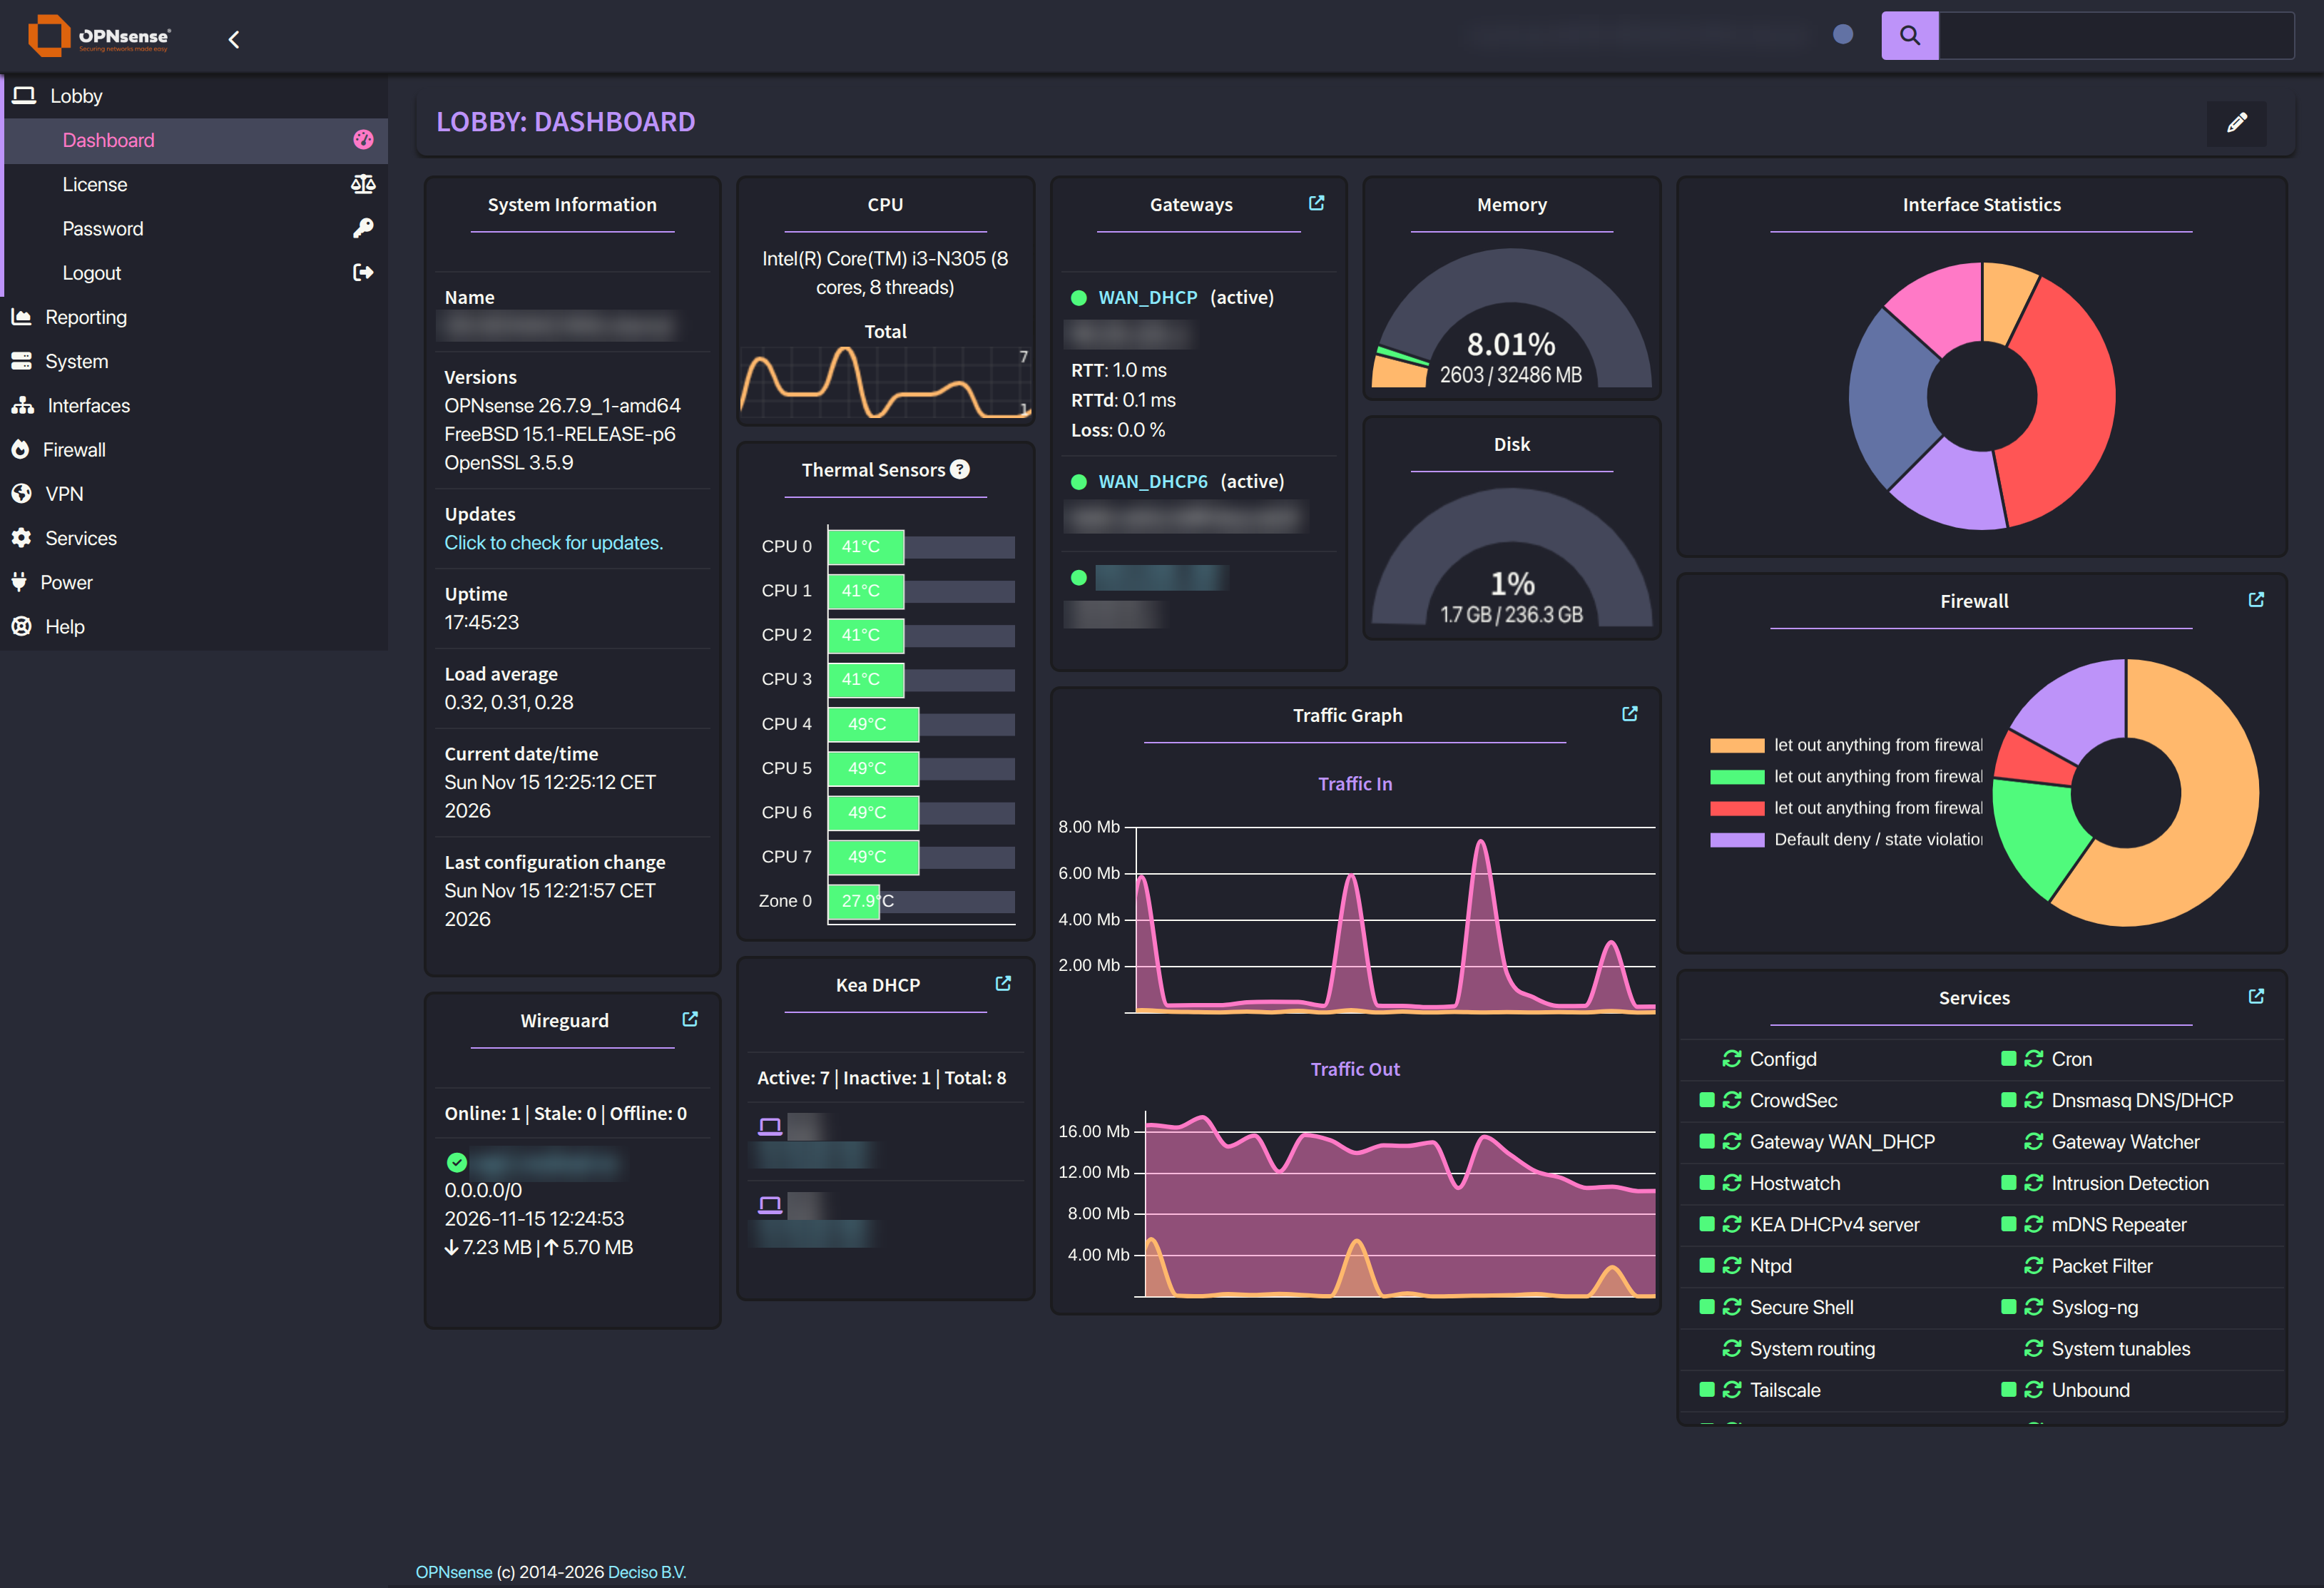 OPNsense®
Securing networks made easy
Lobby
Dashboard
License
Password
Logout
Reporting
System
Interfaces
Firewall
VPN
Services
Power
Help
LOBBY: DASHBOARD
System Information
Name
Versions
OPNsense 26.7.9_1-amd64
FreeBSD 15.1-RELEASE-p6
OpenSSL 3.5.9
Updates
Click to check for updates.
Uptime
17:45:23
Load average
0.32, 0.31, 0.28
Current date/time
Sun Nov 15 12:25:12 CET
2026
Last configuration change
Sun Nov 15 12:21:57 CET
2026
Wireguard
Online: 1 | Stale: 0 | Offline: 0
0.0.0.0/0
2026-11-15 12:24:53
7.23 MB | 5.70 MB
CPU
Intel(R) Core(TM) i3-N305 (8
cores, 8 threads)
Total
7
1
Thermal Sensors ?
CPU 0 41°C
CPU 1 41°C
CPU 2 41°C
CPU 3 41°C
CPU 4 49°C
CPU 5 49°C
CPU 6 49°C
CPU 7 49°C
Zone 0 27.9°C
Kea DHCP
Active: 7 | Inactive: 1 | Total: 8
Gateways
WAN_DHCP (active)
RTT: 1.0 ms
RTTd: 0.1 ms
Loss: 0.0 %
WAN_DHCP6 (active)
Memory
8.01%
2603 / 32486 MB
Disk
1%
1.7 GB / 236.3 GB
Traffic Graph
Traffic In
8.00 Mb
6.00 Mb
4.00 Mb
2.00 Mb
Traffic Out
16.00 Mb
12.00 Mb
8.00 Mb
4.00 Mb
Interface Statistics
Firewall
let out anything from firewal
let out anything from firewal
let out anything from firewal
Default deny / state violation
Services
Configd Cron
CrowdSec Dnsmasq DNS/DHCP
Gateway WAN_DHCP Gateway Watcher
Hostwatch Intrusion Detection
KEA DHCPv4 server mDNS Repeater
Ntpd Packet Filter
Secure Shell Syslog-ng
System routing System tunables
Tailscale Unbound
OPNsense (c) 2014-2026 Deciso B.V.